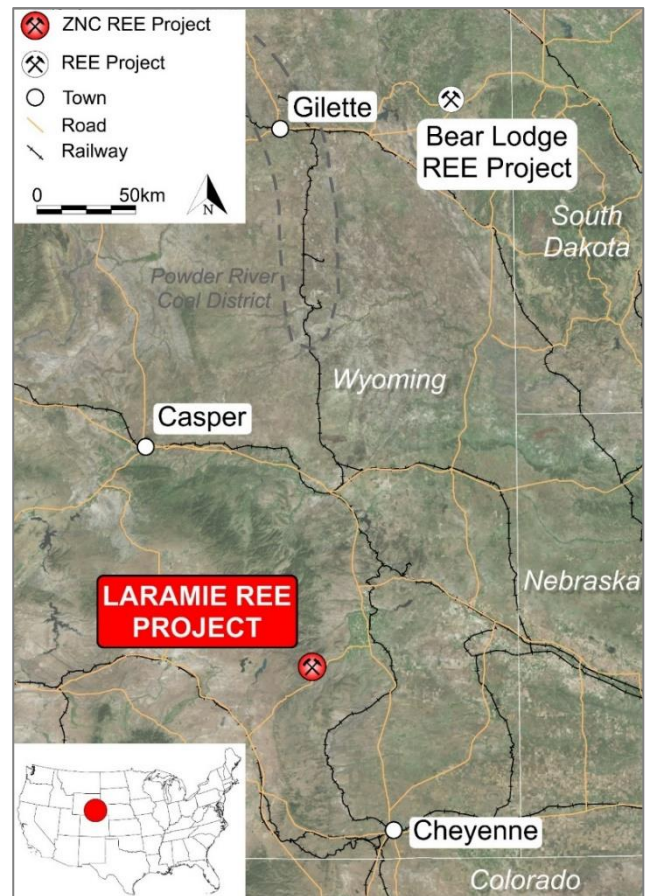 ZNC REE Project
REE Project
Town
Road
Railway
0 50km
N
Gilette
Bear Lodge
REE Project
South
Dakota
Powder River
Coal District
Wyoming
Casper
Nebraska
LARAMIE REE
PROJECT
Cheyenne
Colorado